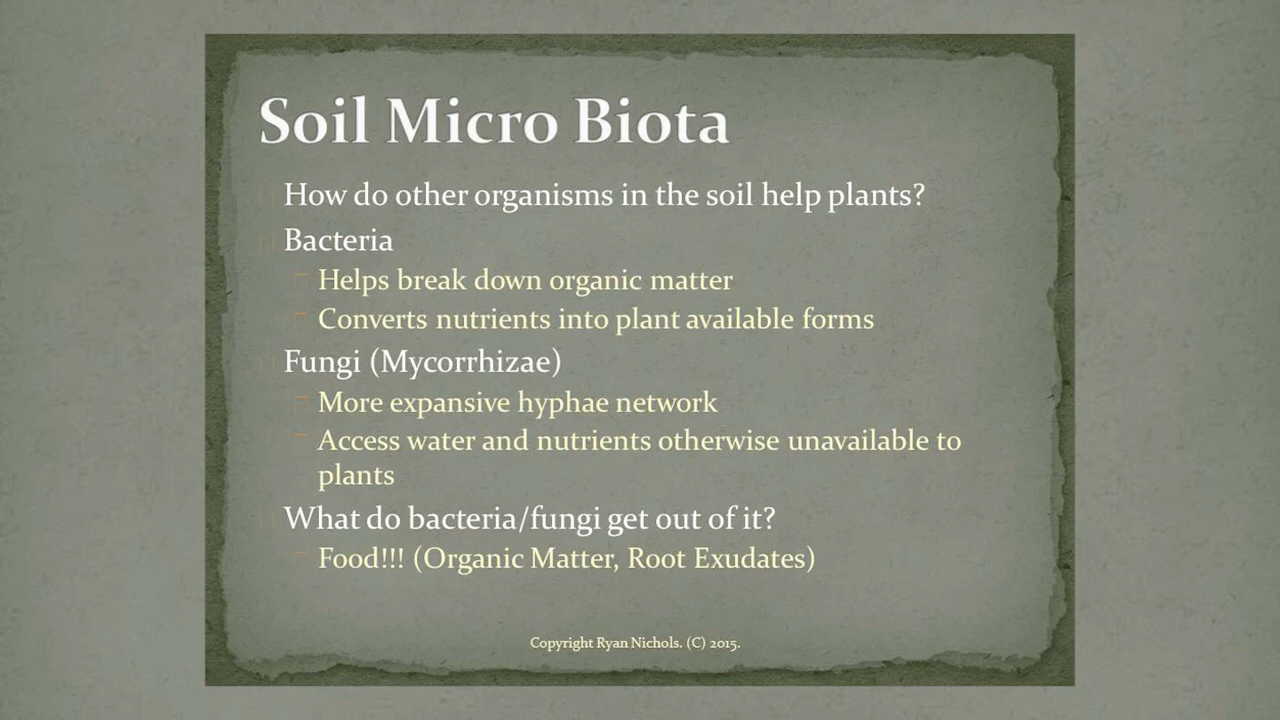 Soil Micro Biota
How do other organisms in the soil help plants?
Bacteria
Helps break down organic matter
Converts nutrients into plant available forms
Fungi (Mycorrhizae)
More expansive hyphae network
Access water and nutrients otherwise unavailable to
plants
What do bacteria/fungi get out of it?
Food!!! (Organic Matter, Root Exudates)
Copyright Ryan Nichols. (C) 2015.